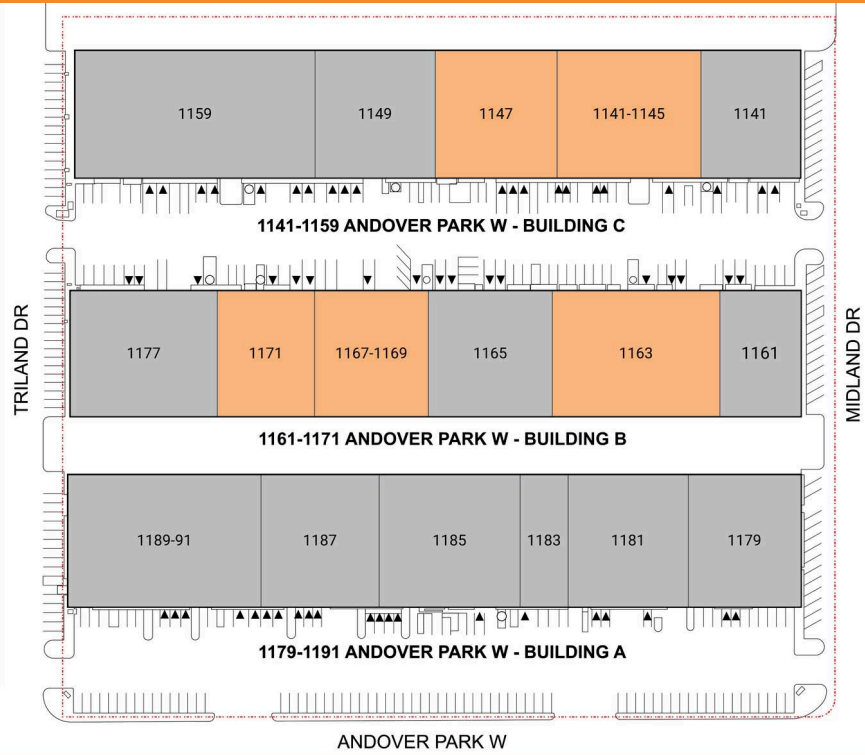 1159 1149 1147 1141-1145 1141
1141-1159 ANDOVER PARK W - BUILDING C
TRILAND DR
MIDLAND DR
1177 1171 1167-1169 1165 1163 1161
1161-1171 ANDOVER PARK W - BUILDING B
1189-91 1187 1185 1183 1181 1179
1179-1191 ANDOVER PARK W - BUILDING A
ANDOVER PARK W